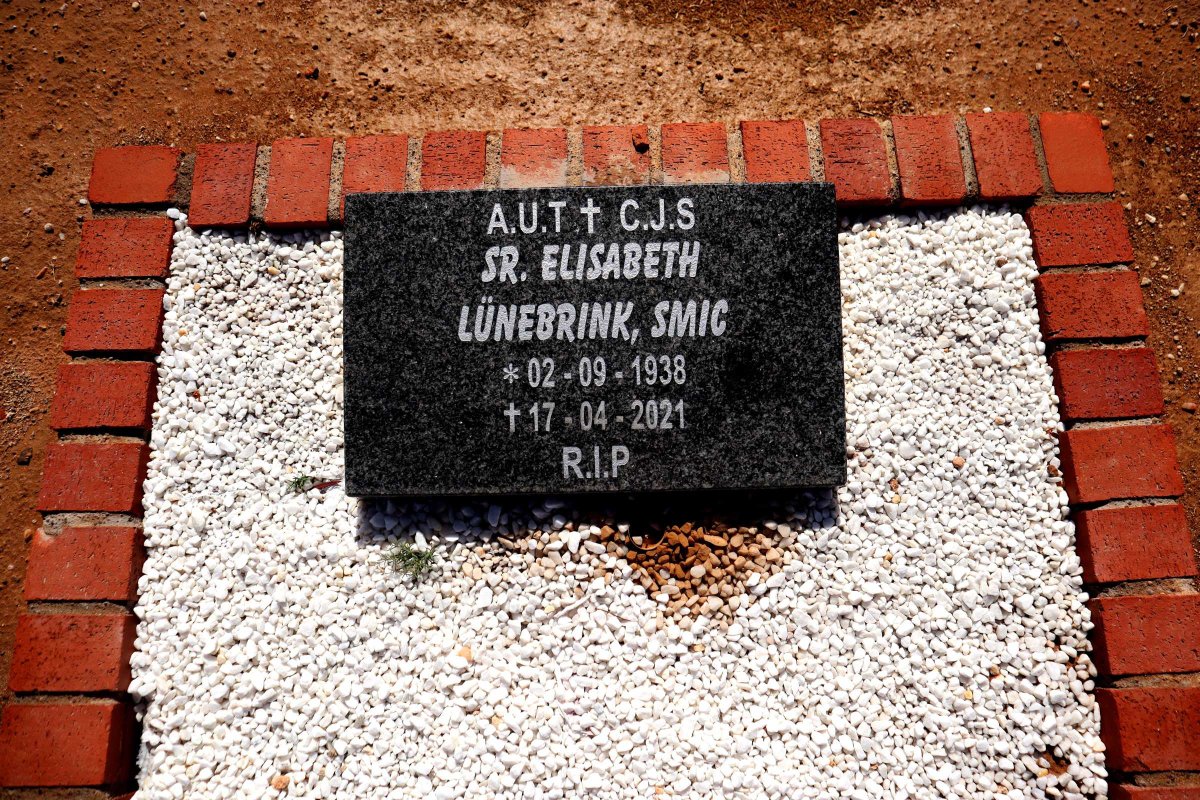 A.U.T ✝ C.J.S
SR. ELISABETH
LÜNEBRINK, SMIC
* 02 - 09 - 1938
✝ 17 - 04 - 2021
R.I.P